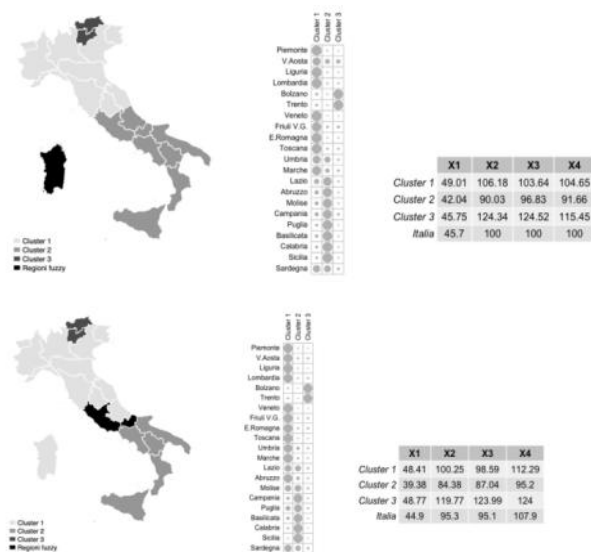 Cluster 1
Cluster 2
Cluster 3
Piemonte
V.Aosta
Liguria
Lombardia
Bolzano
Trento
Veneto
Friuli V.G.
E.Romagna
Toscana
Umbria
Marche
Lazio
Abruzzo
Molise
Campania
Puglia
Basilicata
Calabria
Sicilia
Sardegna
Cluster 1
Cluster 2
Cluster 3
Regioni fuzzy
X1 X2 X3 X4
Cluster 1 49.01 106.18 103.64 104.65
Cluster 2 42.04 90.03 96.83 91.66
Cluster 3 45.75 124.34 124.52 115.45
Italia 45.7 100 100 100
Cluster 1
Cluster 2
Cluster 3
Piemonte
V.Aosta
Liguria
Lombardia
Bolzano
Trento
Veneto
Friuli V.G.
E.Romagna
Toscana
Umbria
Marche
Lazio
Abruzzo
Molise
Campania
Puglia
Basilicata
Calabria
Sicilia
Sardegna
Cluster 1
Cluster 2
Cluster 3
Regioni fuzzy
X1 X2 X3 X4
Cluster 1 48.41 100.25 98.59 112.29
Cluster 2 39.38 84.38 87.04 95.2
Cluster 3 48.77 119.77 123.99 124
Italia 44.9 95.3 95.1 107.9